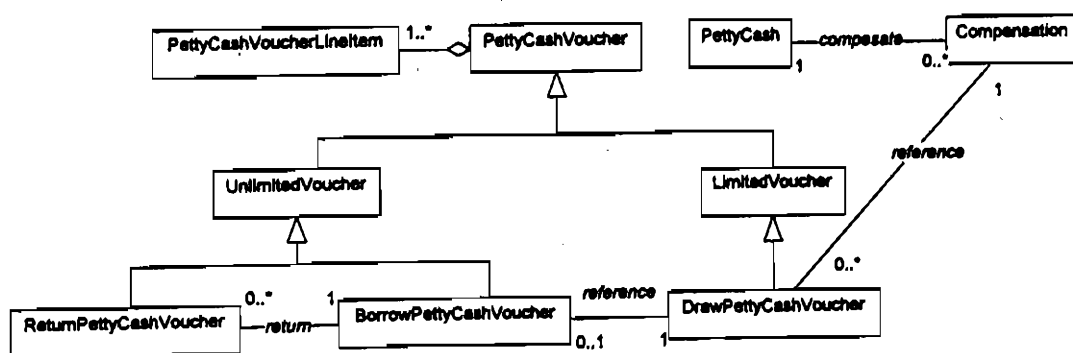 PettyCashVoucherLineItem
1..*
PettyCashVoucher
PettyCash
1
compesate
0..*
Compensation
1
reference
0..*
UnlimitedVoucher
LimitedVoucher
ReturnPettyCashVoucher
0..*
return
1
BorrowPettyCashVoucher
0..1
reference
1
DrawPettyCashVoucher